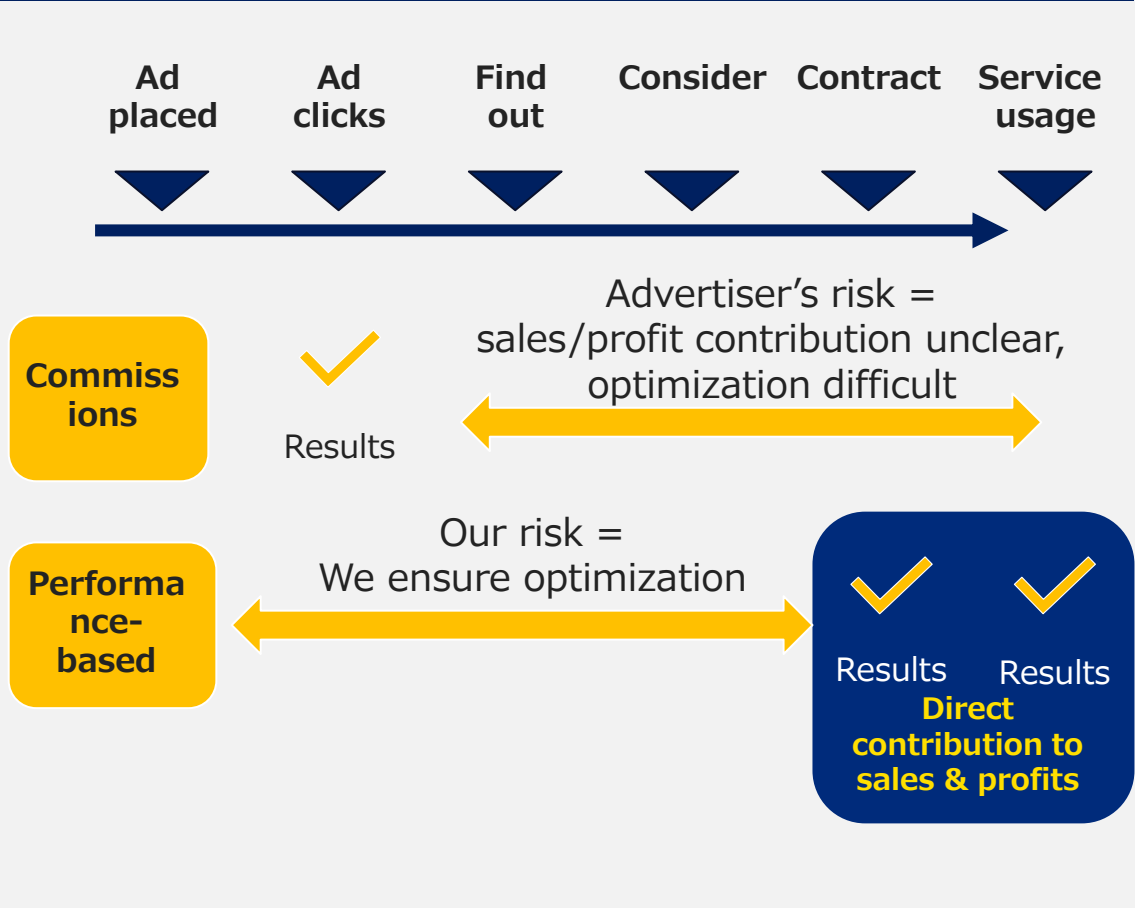 Ad
placed
Ad
clicks
Find
out
Consider
Contract
Service
usage
Advertiser’s risk =
sales/profit contribution unclear,
optimization difficult
Commiss
ions
Results
Our risk =
We ensure optimization
Performa
nce-
based
Results
Results
Direct
contribution to
sales & profits